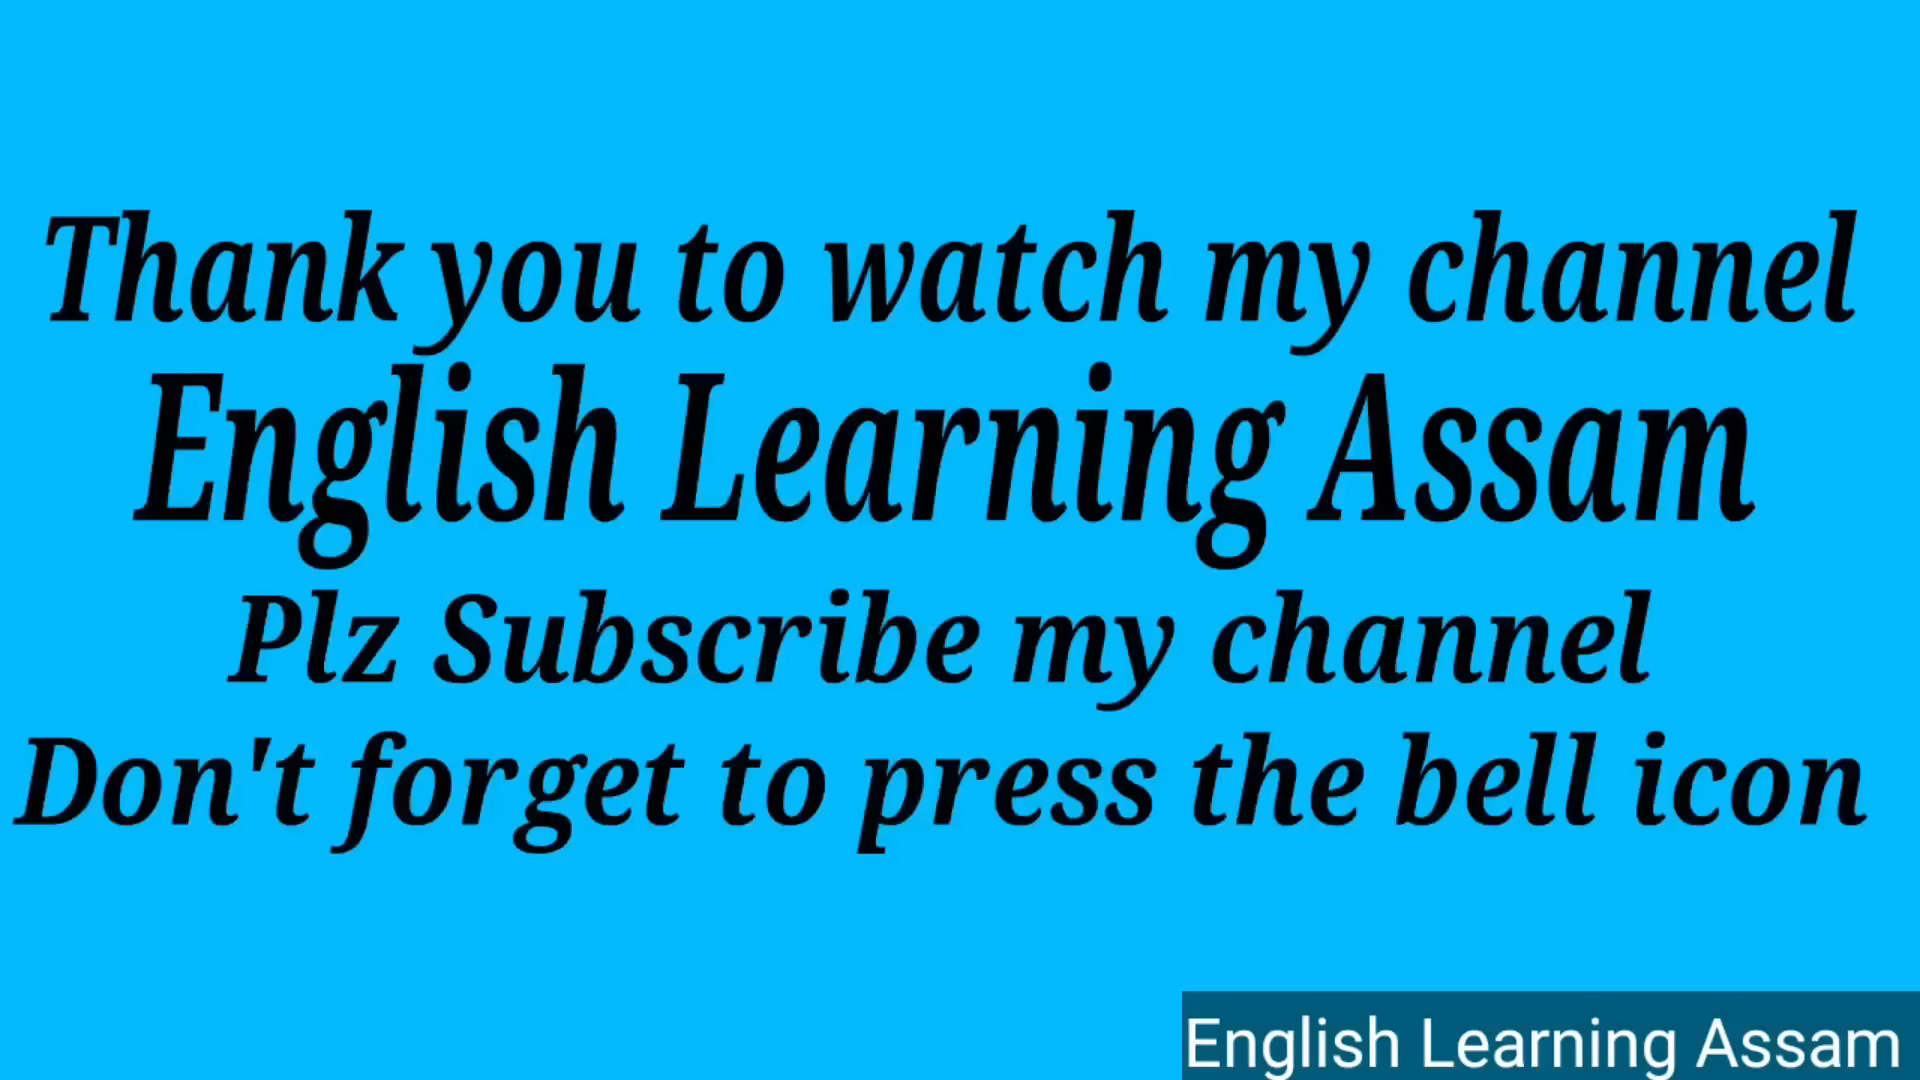 Thank you to watch my channel
English Learning Assam
Plz Subscribe my channel
Don't forget to press the bell icon
English Learning Assam